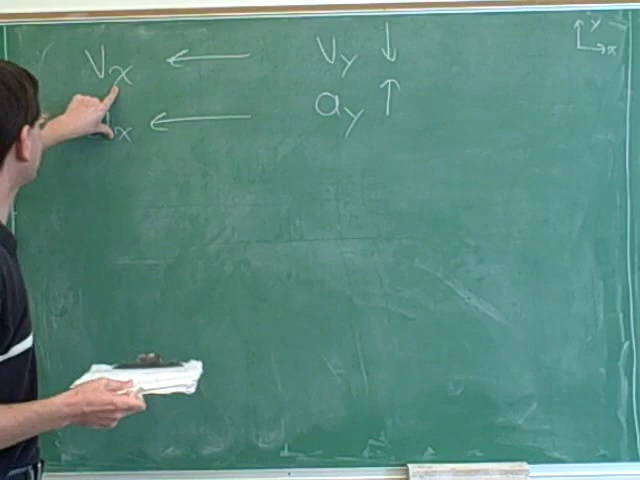 Vx ← Vy ↓
x ← ay ↑
y
x